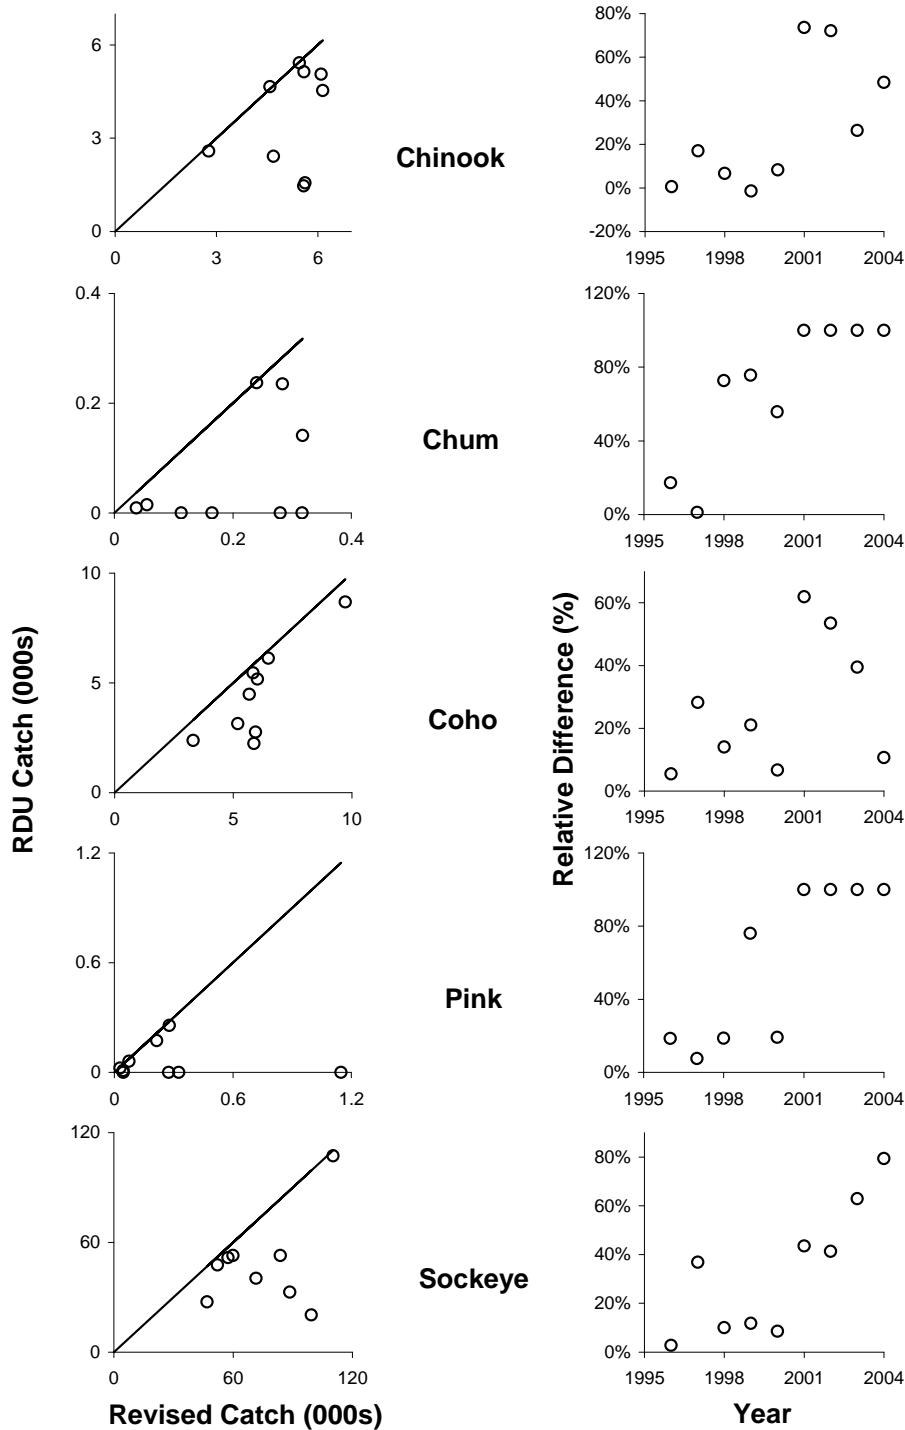 6
3
0
0 3 6
Chinook
80%
60%
40%
20%
0%
-20%
1995 1998 2001 2004
0.4
0.2
0
0 0.2 0.4
Chum
120%
80%
40%
0%
1995 1998 2001 2004
10
5
0
0 5 10
Coho
60%
40%
20%
0%
1995 1998 2001 2004
RDU Catch (000s)
Relative Difference (%)
1.2
0.6
0
0 0.6 1.2
Pink
120%
80%
40%
0%
1995 1998 2001 2004
120
60
0
0 60 120
Sockeye
80%
60%
40%
20%
0%
1995 1998 2001 2004
Revised Catch (000s)
Year